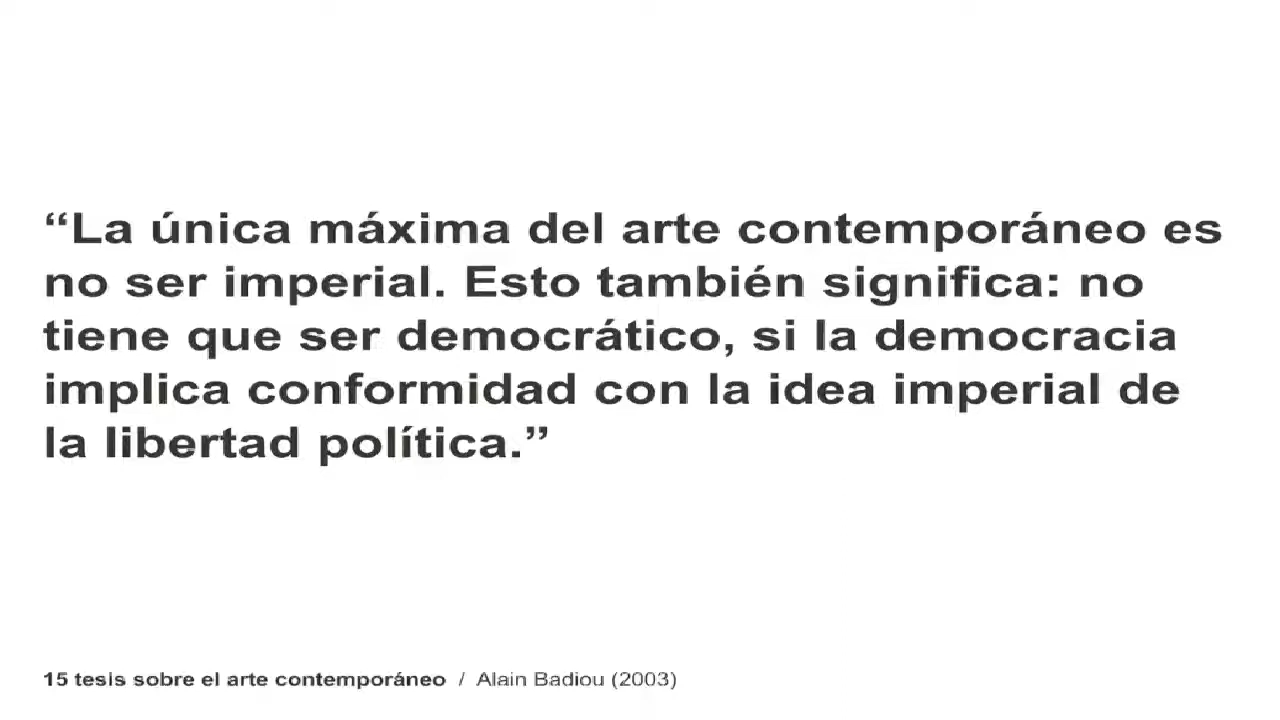 “La única máxima del arte contemporáneo es
no ser imperial. Esto también significa: no
tiene que ser democrático, si la democracia
implica conformidad con la idea imperial de
la libertad política.”
15 tesis sobre el arte contemporáneo / Alain Badiou (2003)